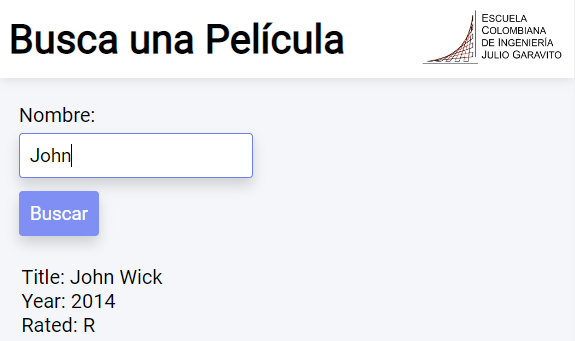 Busca una Película
ESCUELA
COLOMBIANA
DE INGENIERÍA
JULIO GARAVITO
Nombre:
John
Buscar
Title: John Wick
Year: 2014
Rated: R